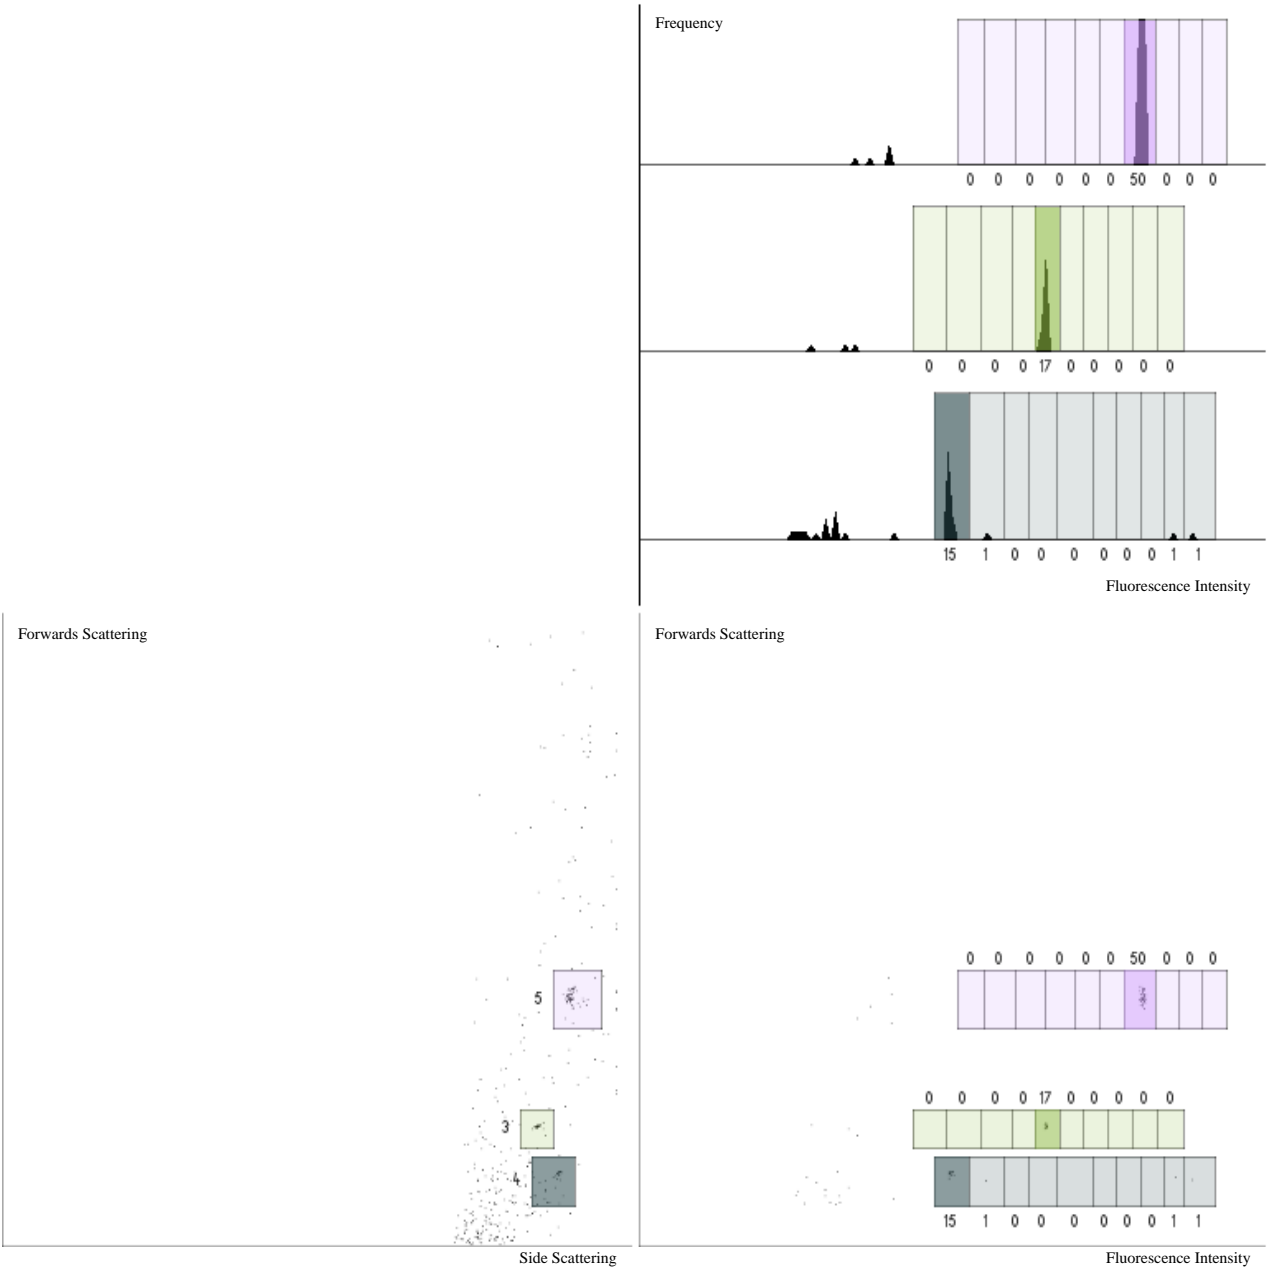 Frequency
0 0 0 0 0 0 50 0 0 0
0 0 0 0 17 0 0 0 0 0
15 1 0 0 0 0 0 0 1 1
Fluorescence Intensity
Forwards Scattering
5
3
4
Side Scattering
Forwards Scattering
0 0 0 0 0 0 50 0 0 0
0 0 0 0 17 0 0 0 0 0
15 1 0 0 0 0 0 0 1 1
Fluorescence Intensity